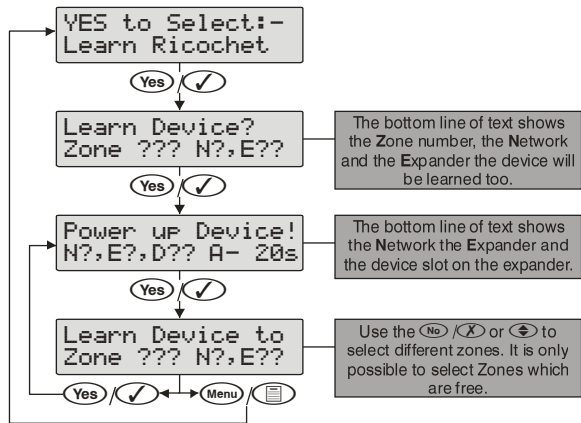 YES to Select:-
Learn Ricochet
Yes /
Learn Device?
Zone ??? N?,E??
The bottom line of text shows
the Zone number, the Network
and the Expander the device will
be learned too.
Yes /
Power up Device!
N?,E?,D?? A- 20s
The bottom line of text shows
the Network the Expander and
the device slot on the expander.
Yes /
Learn Device to
Zone ??? N?,E??
Use the No / or to
select different zones. It is only
possible to select Zones which
are free.
Yes / Menu /